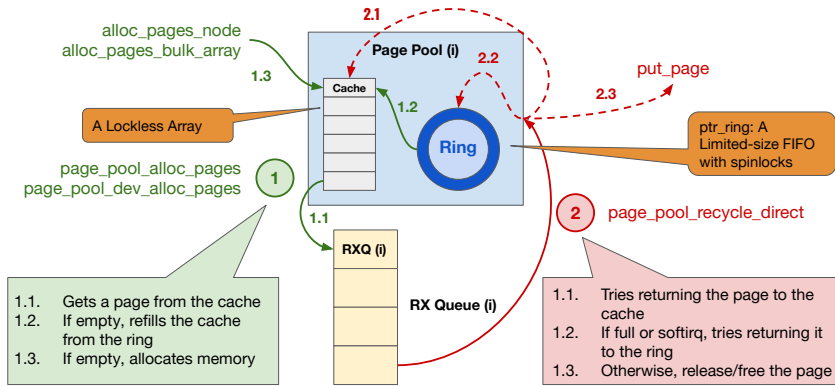 alloc_pages_node
alloc_pages_bulk_array
1.3
2.1
Page Pool (i)
2.2
put_page
2.3
Cache
1.2
A Lockless Array
Ring
ptr_ring: A
Limited-size FIFO
with spinlocks
page_pool_alloc_pages
page_pool_dev_alloc_pages
1
1.1
2
page_pool_recycle_direct
RXQ (i)
RX Queue (i)
1.1. Gets a page from the cache
1.2. If empty, refills the cache
from the ring
1.3. If empty, allocates memory
1.1. Tries returning the page to the
cache
1.2. If full or softirq, tries returning it
to the ring
1.3. Otherwise, release/free the page